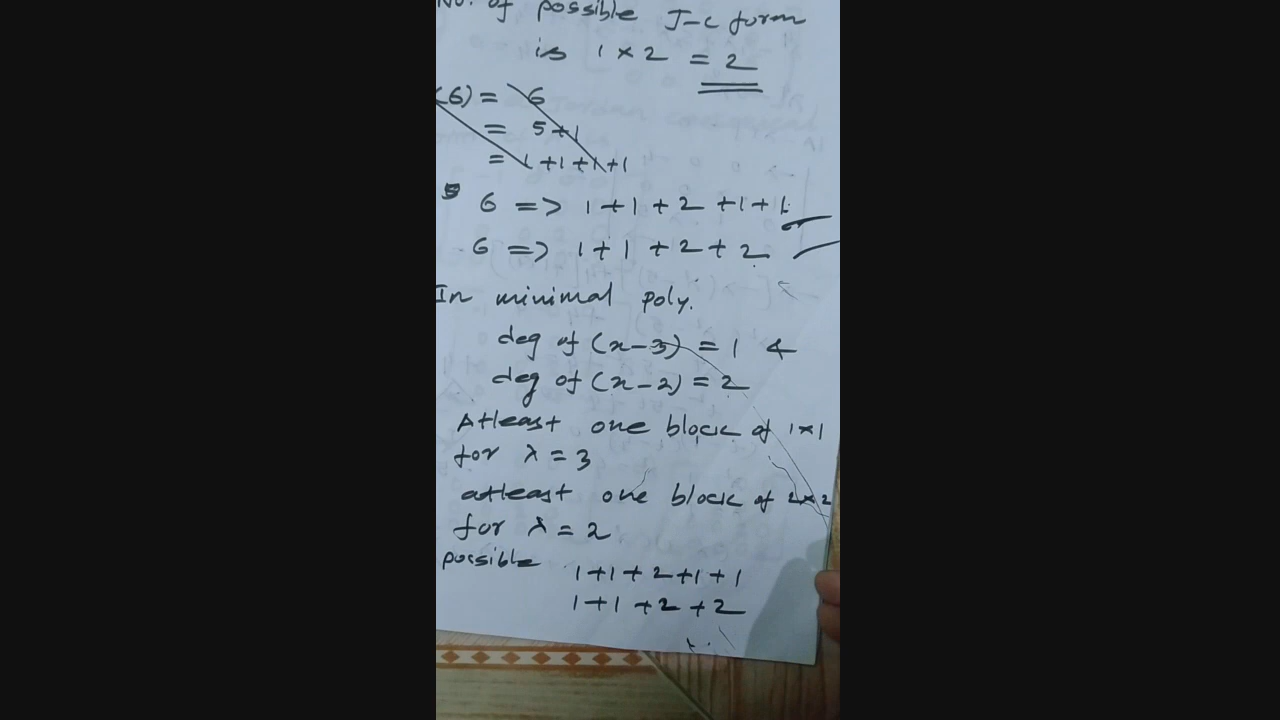 No. of possible J-C form
is 1 × 2 = 2
(6) = 6
= 5+1
= 1+1+1+1
6 => 1+1+2+1+1
6 => 1+1+2+2
In minimal poly.
deg of (x-3) = 1 &
deg of (x-2) = 2
Atleast one block of 1×1
for λ = 3
atleast one block of 2×2
for λ = 2
possible 1+1+2+1+1
1+1+2+2